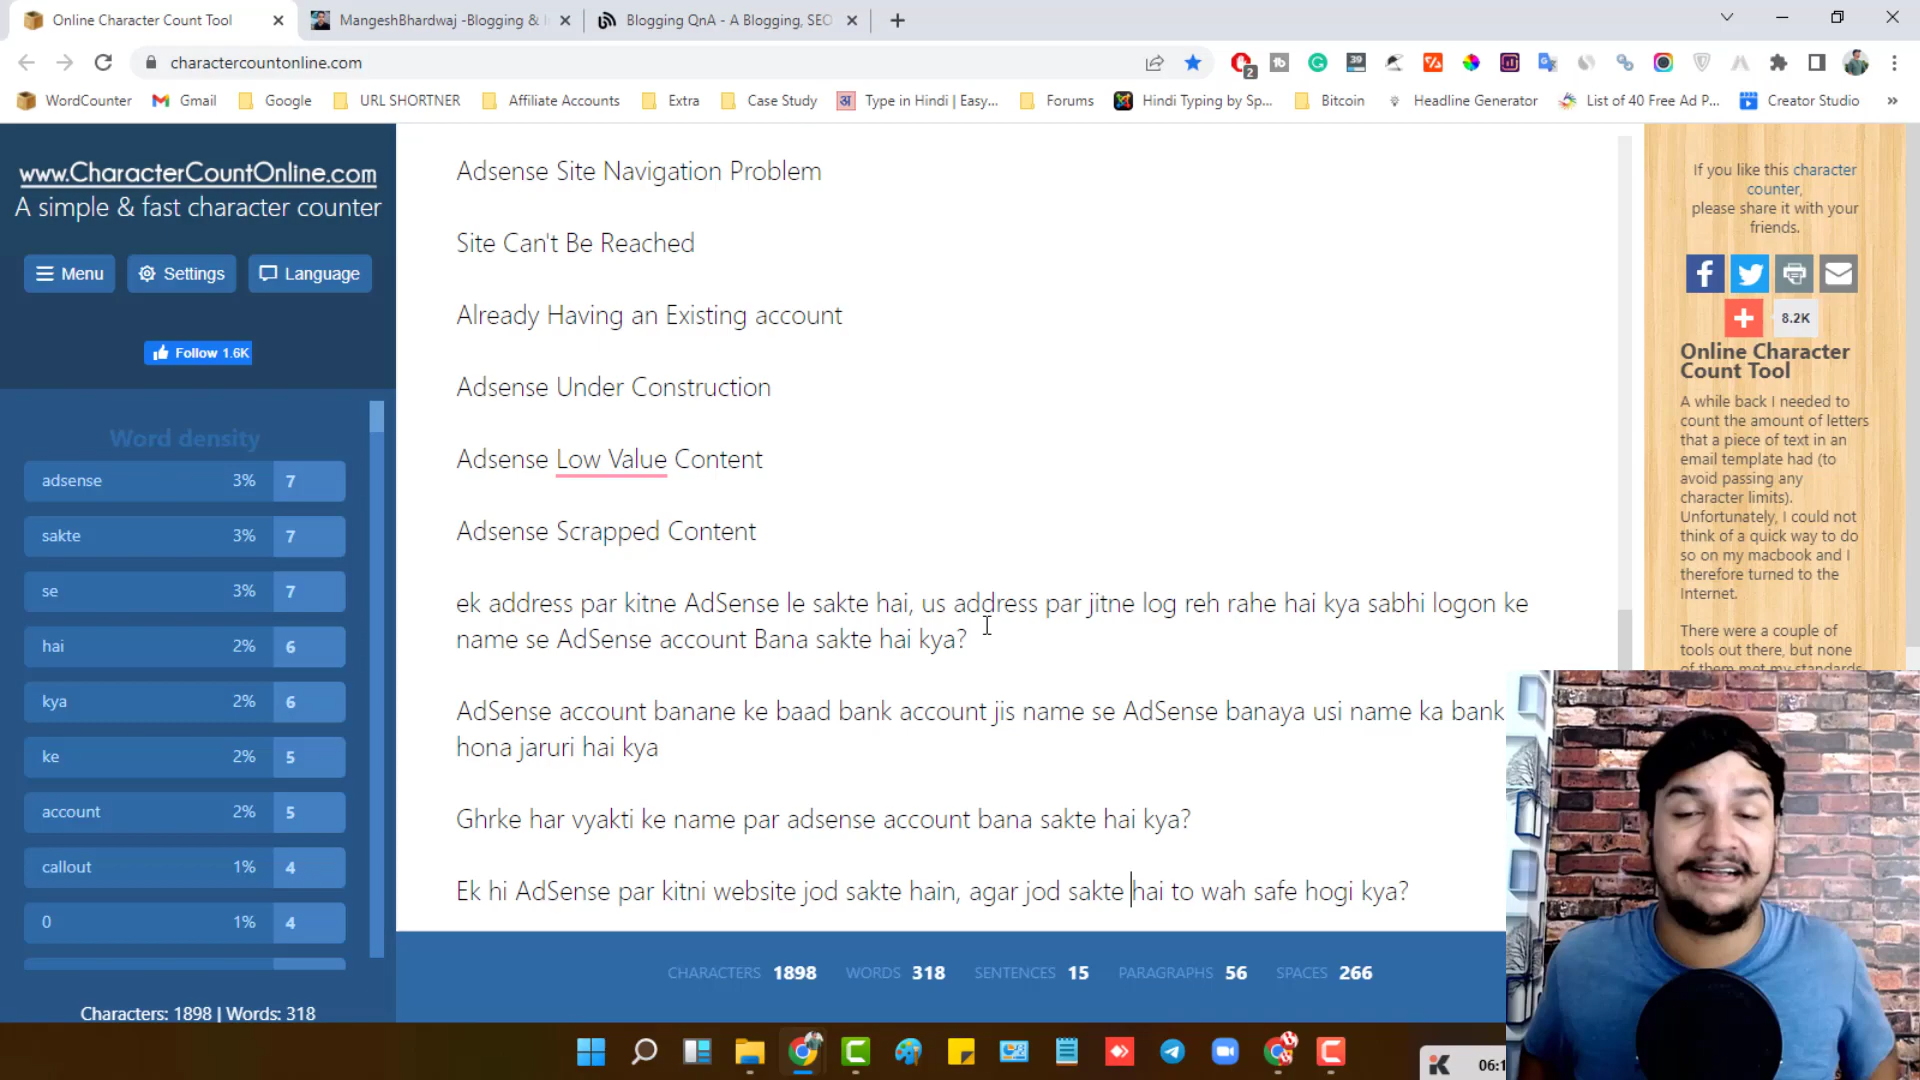 Online Character Count Tool
MangeshBhardwaj -Blogging &
Blogging QnA - A Blogging, SEO
charactercountonline.com
2
39
WordCounter
Gmail
Google
URL SHORTNER
Affiliate Accounts
Extra
Case Study
Type in Hindi | Easy...
Forums
Hindi Typing by Sp...
Bitcoin
Headline Generator
List of 40 Free Ad P...
Creator Studio
»
www.CharacterCountOnline.com
A simple & fast character counter
Menu
Settings
Language
Follow 1.6K
Word density
adsense 3% 7
sakte 3% 7
se 3% 7
hai 2% 6
kya 2% 6
ke 2% 5
account 2% 5
callout 1% 4
0 1% 4
Characters: 1898 | Words: 318
Adsense Site Navigation Problem
Site Can't Be Reached
Already Having an Existing account
Adsense Under Construction
Adsense Low Value Content
Adsense Scrapped Content
ek address par kitne AdSense le sakte hai, us address par jitne log reh rahe hai kya sabhi logon ke
name se AdSense account Bana sakte hai kya?
AdSense account banane ke baad bank account jis name se AdSense banaya usi name ka bank
hona jaruri hai kya
Ghrke har vyakti ke name par adsense account bana sakte hai kya?
Ek hi AdSense par kitni website jod sakte hain, agar jod sakte hai to wah safe hogi kya?
CHARACTERS 1898 WORDS 318 SENTENCES 15 PARAGRAPHS 56 SPACES 266
If you like this character
counter,
please share it with your
friends.
8.2K
Online Character
Count Tool
A while back I needed to
count the amount of letters
that a piece of text in an
email template had (to
avoid passing any
character limits).
Unfortunately, I could not
think of a quick way to do
so on my macbook and I
therefore turned to the
Internet.
There were a couple of
tools out there, but none
of them met my standards